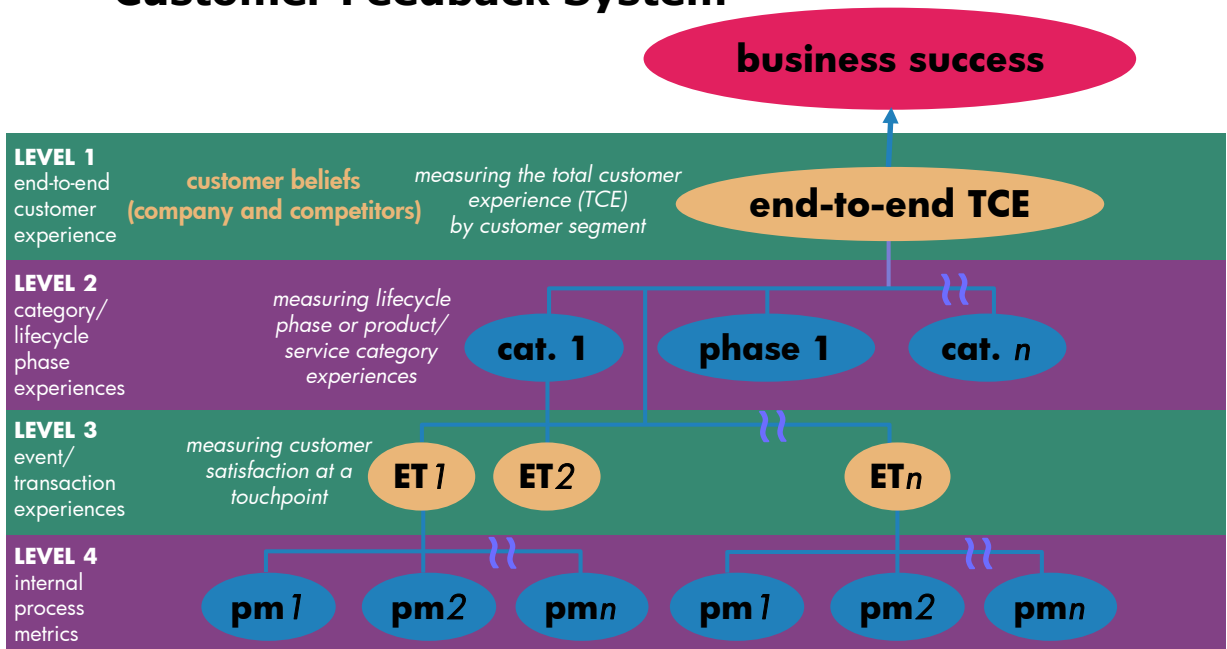 Customer Feedback System
business success
LEVEL 1
end-to-end
customer
experience
customer beliefs
(company and competitors)
measuring the total customer
experience (TCE)
by customer segment
end-to-end TCE
LEVEL 2
category/
lifecycle
phase
experiences
measuring lifecycle
phase or product/
service category
experiences
cat. 1
phase 1
cat. n
LEVEL 3
event/
transaction
experiences
measuring customer
satisfaction at a
touchpoint
ET1
ET2
ETn
LEVEL 4
internal
process
metrics
pm1
pm2
pmn
pm1
pm2
pmn